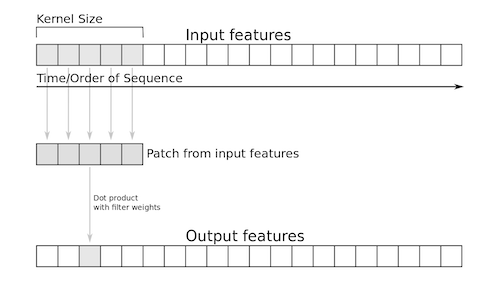 Kernel Size
Input features
Time/Order of Sequence
Patch from input features
Dot product
with filter weights
Output features